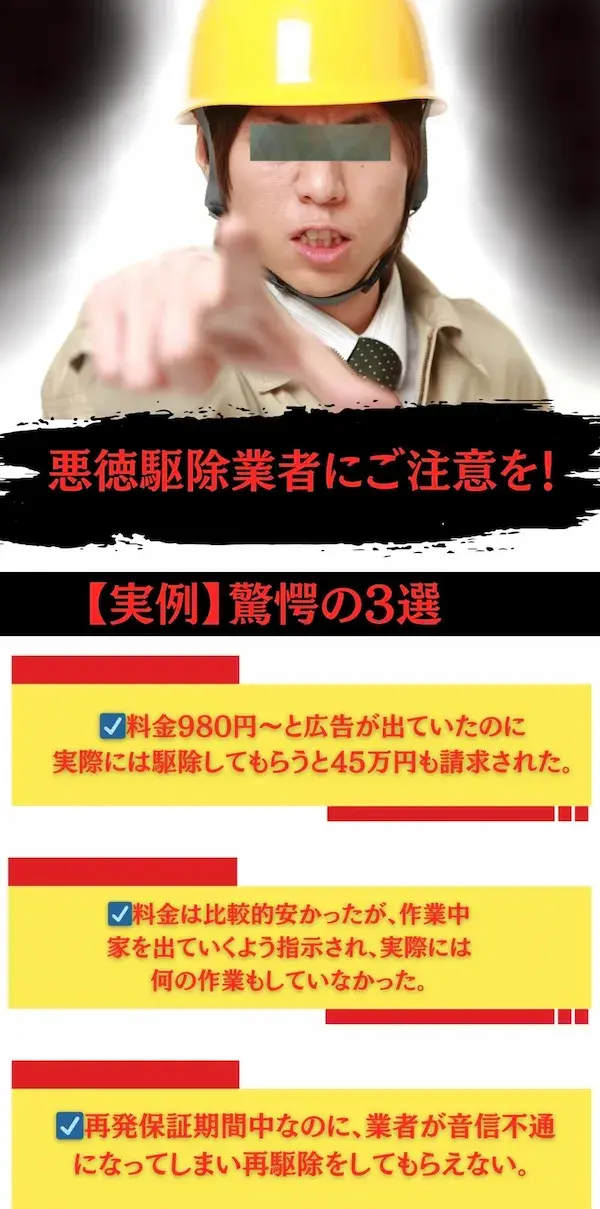 悪徳駆除業者にご注意を!
【実例】驚愕の3選
☑料金980円〜と広告が出ていたのに
実際には駆除してもらうと45万円も請求された。
☑料金は比較的安かったが、作業中
家を出ていくよう指示され、実際には
何の作業もしていなかった。
☑再発保証期間中なのに、業者が音信不通
になってしまい再駆除をしてもらえない。